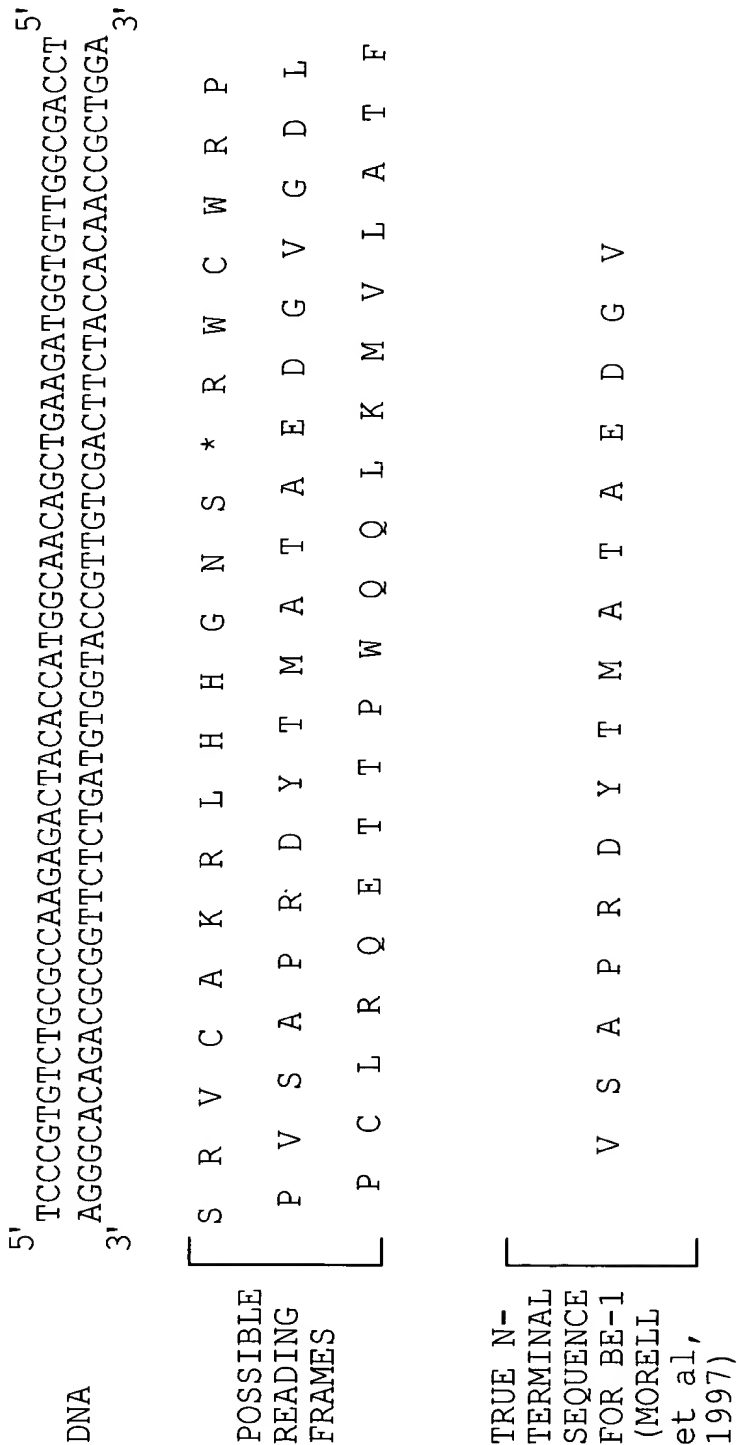 5' 5'
DNA TCCCGTGTCTGCGCCAAGAGACTACACCATGGCAACAGCTGAAGATGGTGTTGGCGACCT
AGGGCACAGACGCGGTTCTCTGATGTGGTACCGTTGTCGACTTCTACCACAACCGCTGGA
3' 3'
S R V C A K R L H H G N S * R W C W R P
POSSIBLE
READING
FRAMES
P V S A P R D Y T M A T A E D G V G D L
P C L R Q E T T P W Q Q L K M V L A T F
TRUE N-
TERMINAL
SEQUENCE
FOR BE-1
(MORELL
et al,
1997)
V S A P R D Y T M A T A E D G V